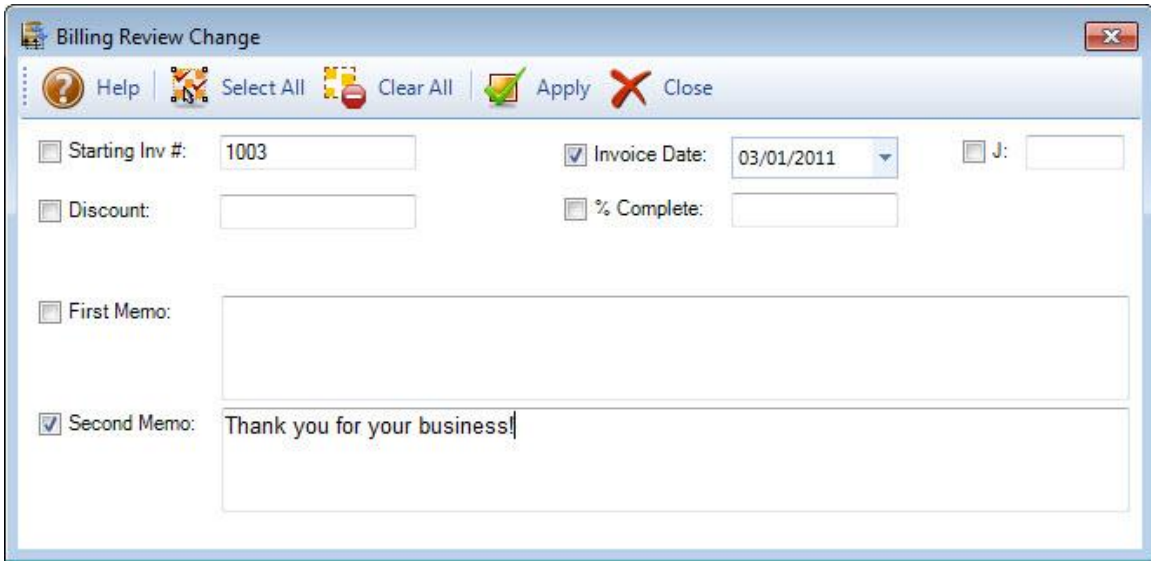 Billing Review Change
Help Select All Clear All Apply Close
Starting Inv #: 1003 Invoice Date: 03/01/2011 J:
Discount: % Complete:
First Memo:
Second Memo: Thank you for your business!